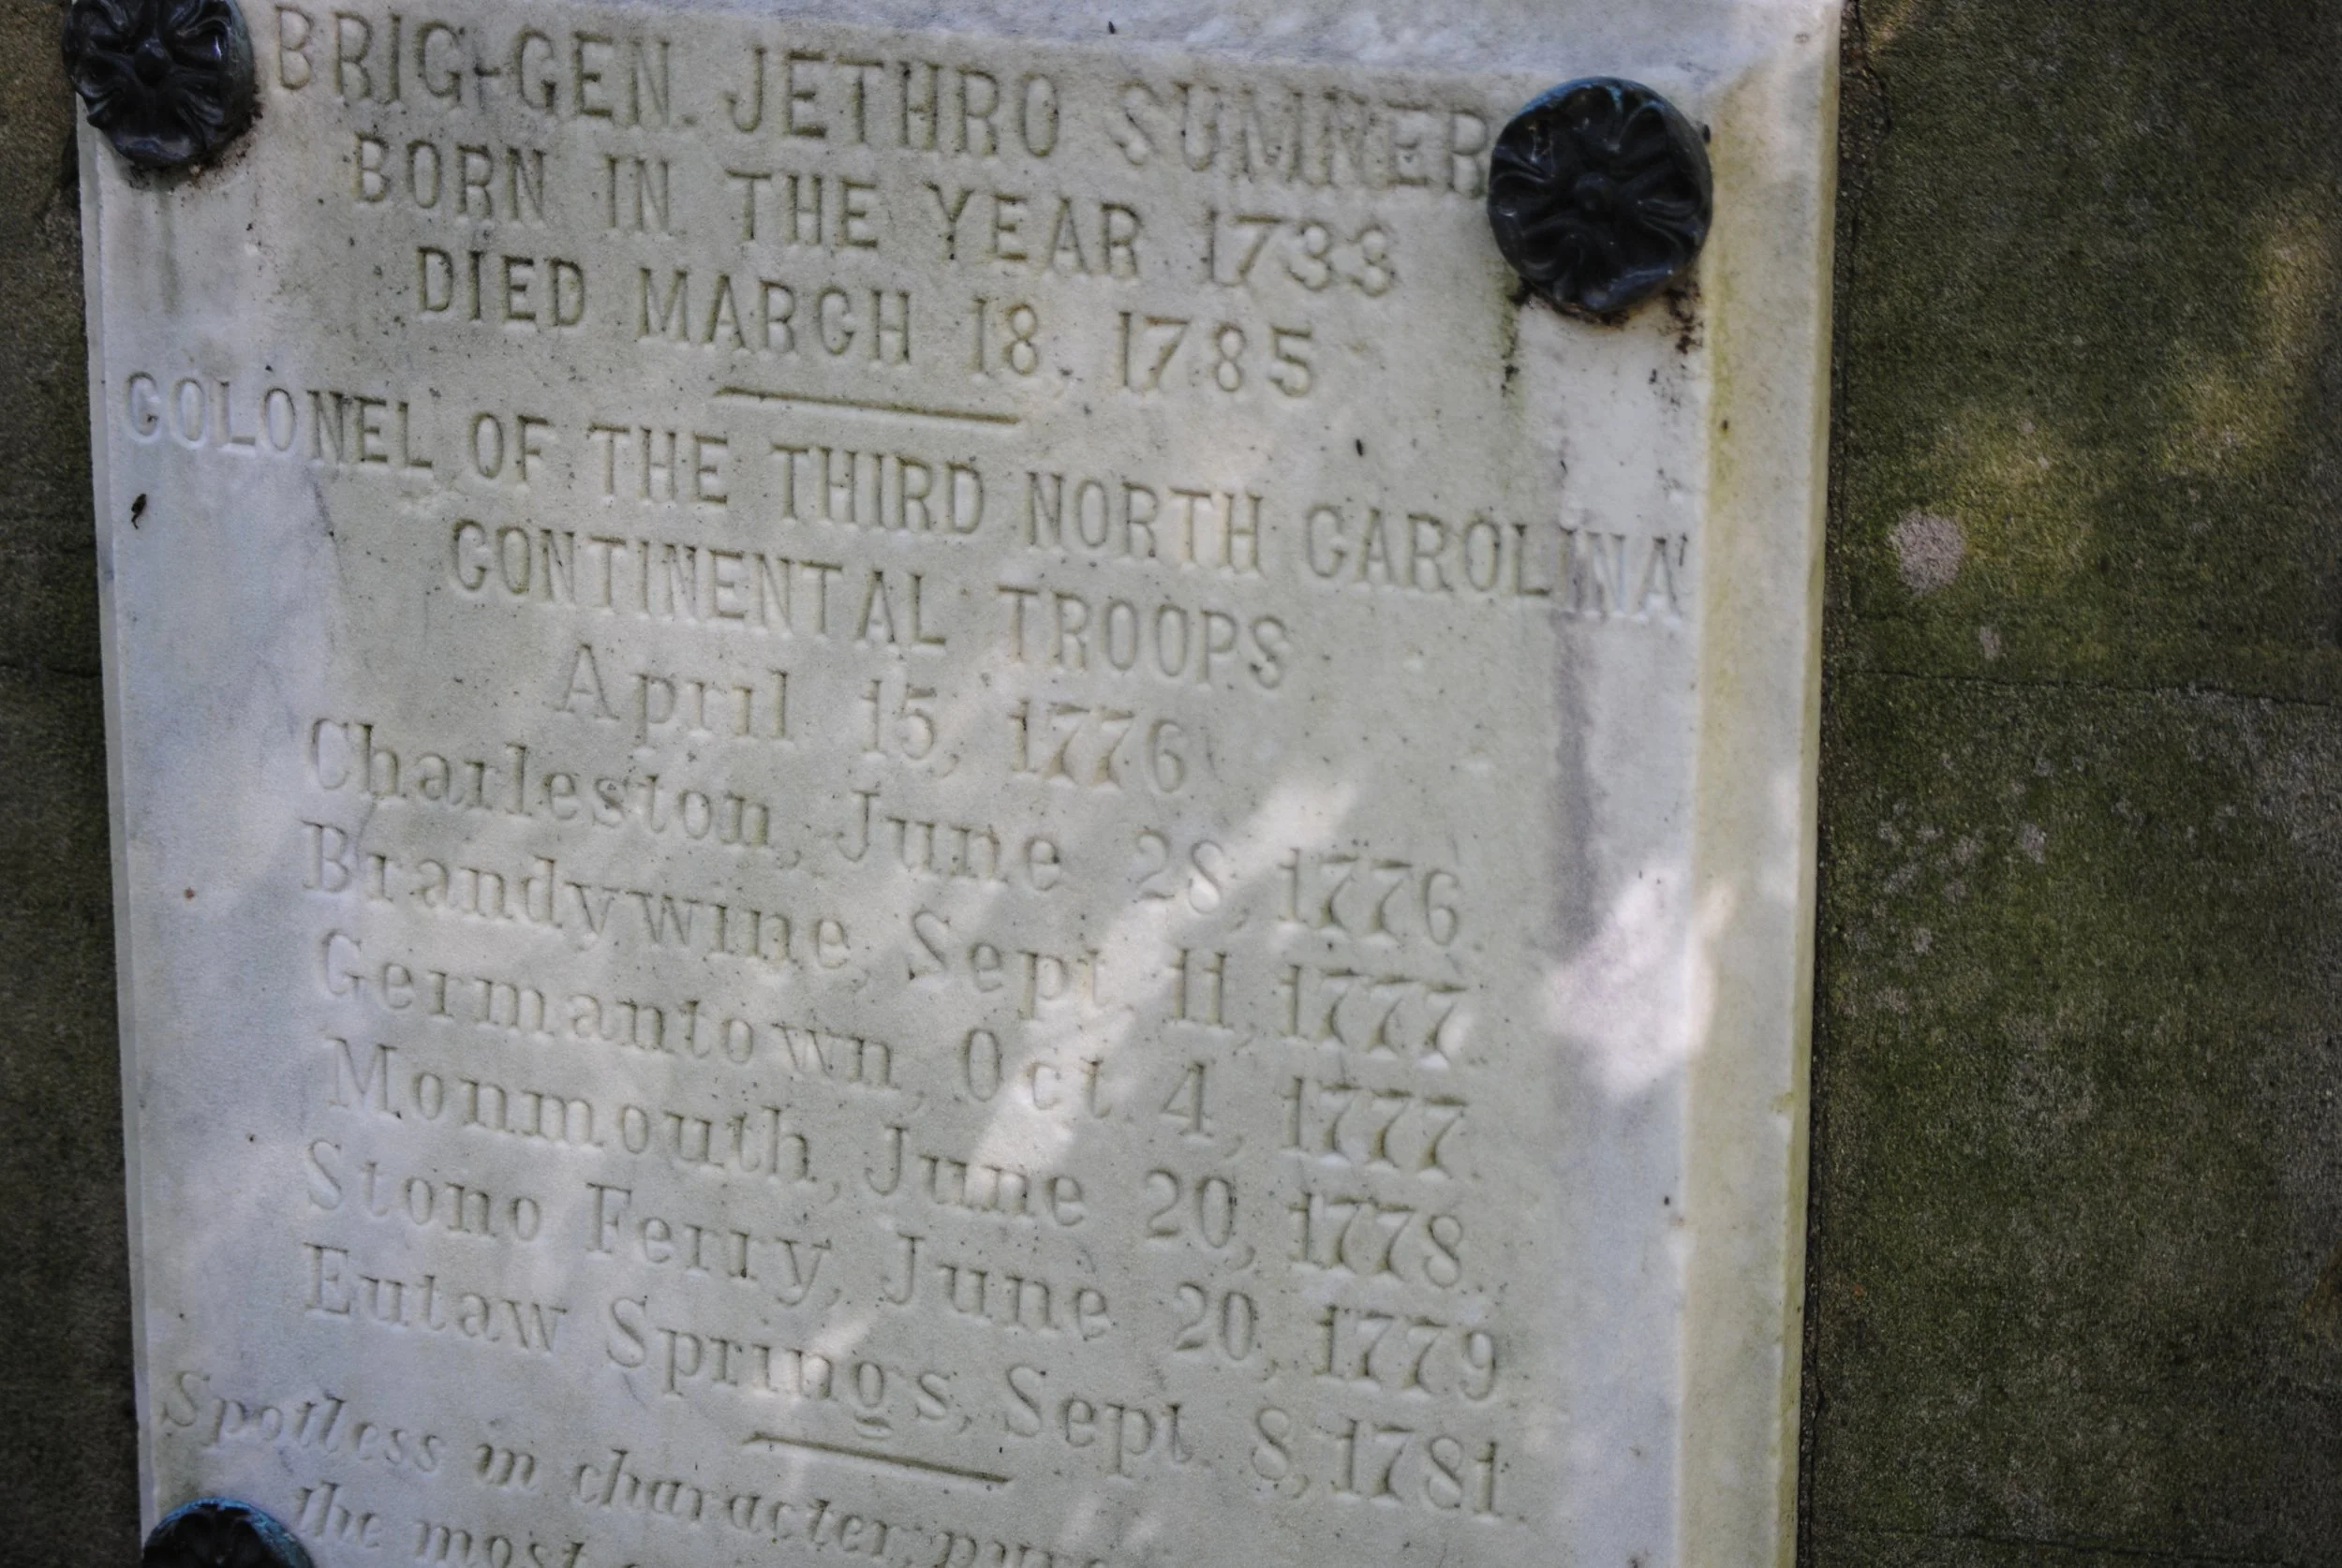 BRIG-GEN. JETHRO SUMNER
BORN IN THE YEAR 1733
DIED MARCH 18, 1785
COLONEL OF THE THIRD NORTH CAROLINA
CONTINENTAL TROOPS
April 15, 1776
Charleston, June 28, 1776.
Brandywine, Sept. 11, 1777.
Germantown, Oct. 4, 1777.
Monmouth, June 20, 1778.
Stono Ferry, June 20, 1779.
Eutaw Springs, Sept. 8, 1781.
Spotless in character,
the most